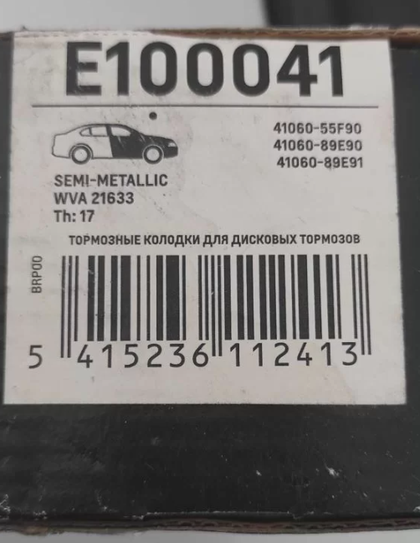 E100041
41060-55F90
41060-89E90
41060-89E91
SEMI-METALLIC
WVA 21633
Th: 17
ТОРМОЗНЫЕ КОЛОДКИ ДЛЯ ДИСКОВЫХ ТОРМОЗОВ
BRP00
5 415236 112413